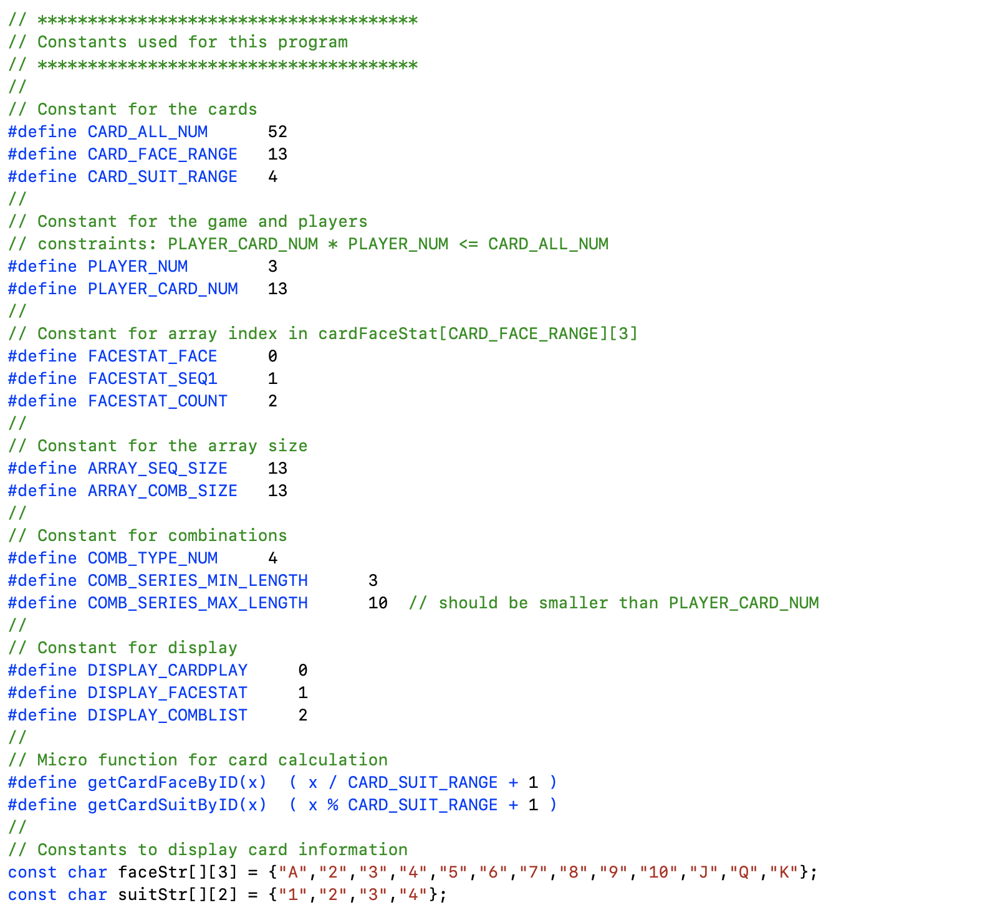 // **************************************
// Constants used for this program
// **************************************
//
// Constant for the cards
#define CARD_ALL_NUM      52
#define CARD_FACE_RANGE   13
#define CARD_SUIT_RANGE   4
//
// Constant for the game and players
// constraints: PLAYER_CARD_NUM * PLAYER_NUM <= CARD_ALL_NUM
#define PLAYER_NUM        3
#define PLAYER_CARD_NUM   13
//
// Constant for array index in cardFaceStat[CARD_FACE_RANGE][3]
#define FACESTAT_FACE     0
#define FACESTAT_SEQ1     1
#define FACESTAT_COUNT    2
//
// Constant for the array size
#define ARRAY_SEQ_SIZE    13
#define ARRAY_COMB_SIZE   13
//
// Constant for combinations
#define COMB_TYPE_NUM     4
#define COMB_SERIES_MIN_LENGTH      3
#define COMB_SERIES_MAX_LENGTH      10  // should be smaller than PLAYER_CARD_NUM
//
// Constant for display
#define DISPLAY_CARDPLAY     0
#define DISPLAY_FACESTAT     1
#define DISPLAY_COMBLIST     2
//
// Micro function for card calculation
#define getCardFaceByID(x)  ( x / CARD_SUIT_RANGE + 1 )
#define getCardSuitByID(x)  ( x % CARD_SUIT_RANGE + 1 )
//
// Constants to display card information
const char faceStr[][3] = {"A","2","3","4","5","6","7","8","9","10","J","Q","K"};
const char suitStr[][2] = {"1","2","3","4"};